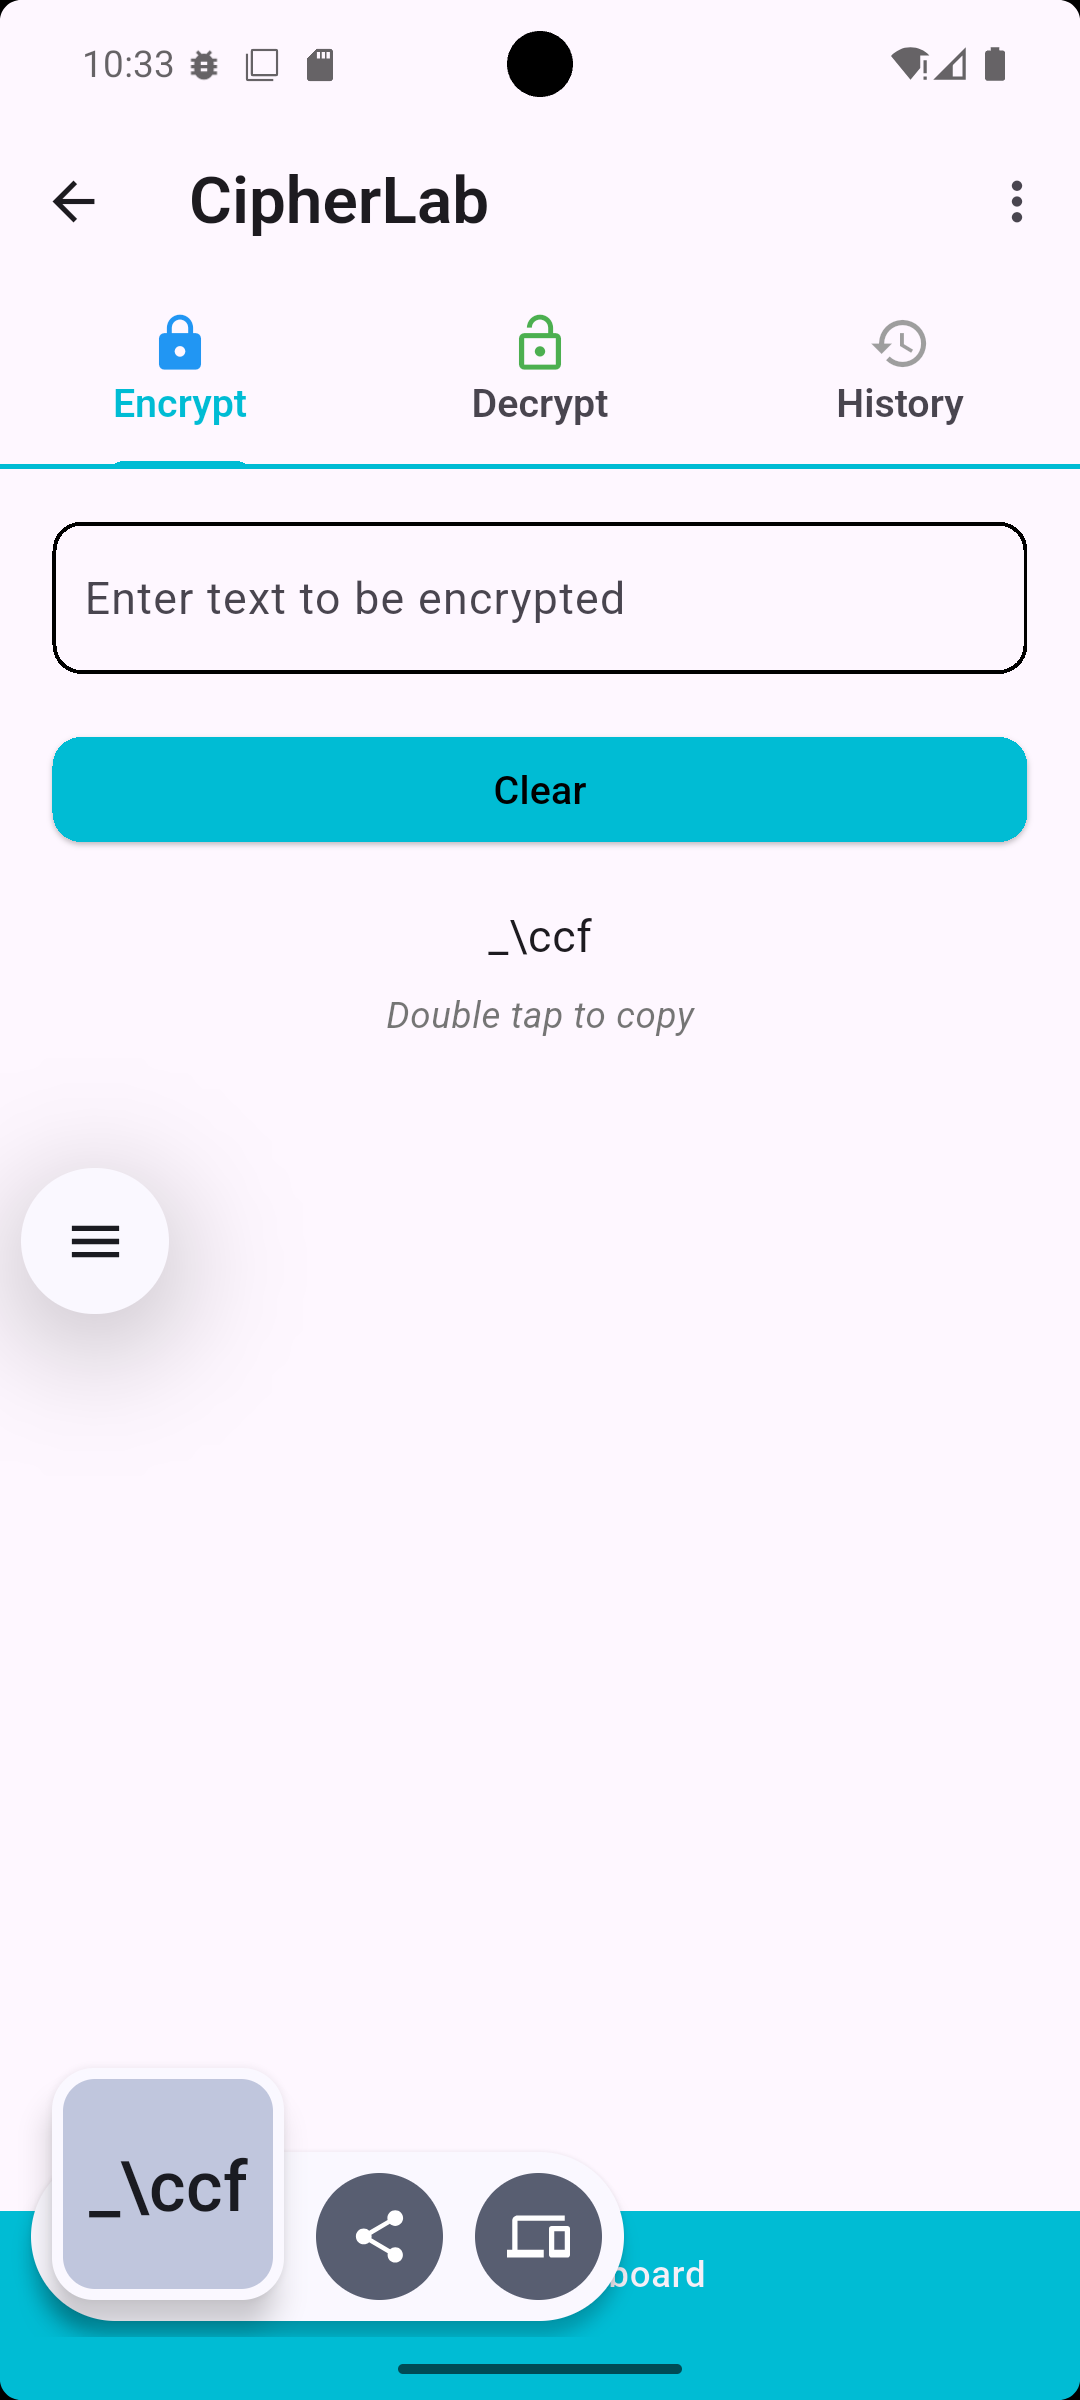 10:33
CipherLab
Encrypt
Decrypt
History
Enter text to be encrypted
Clear
_\ccf
Double tap to copy
_\ccf
board